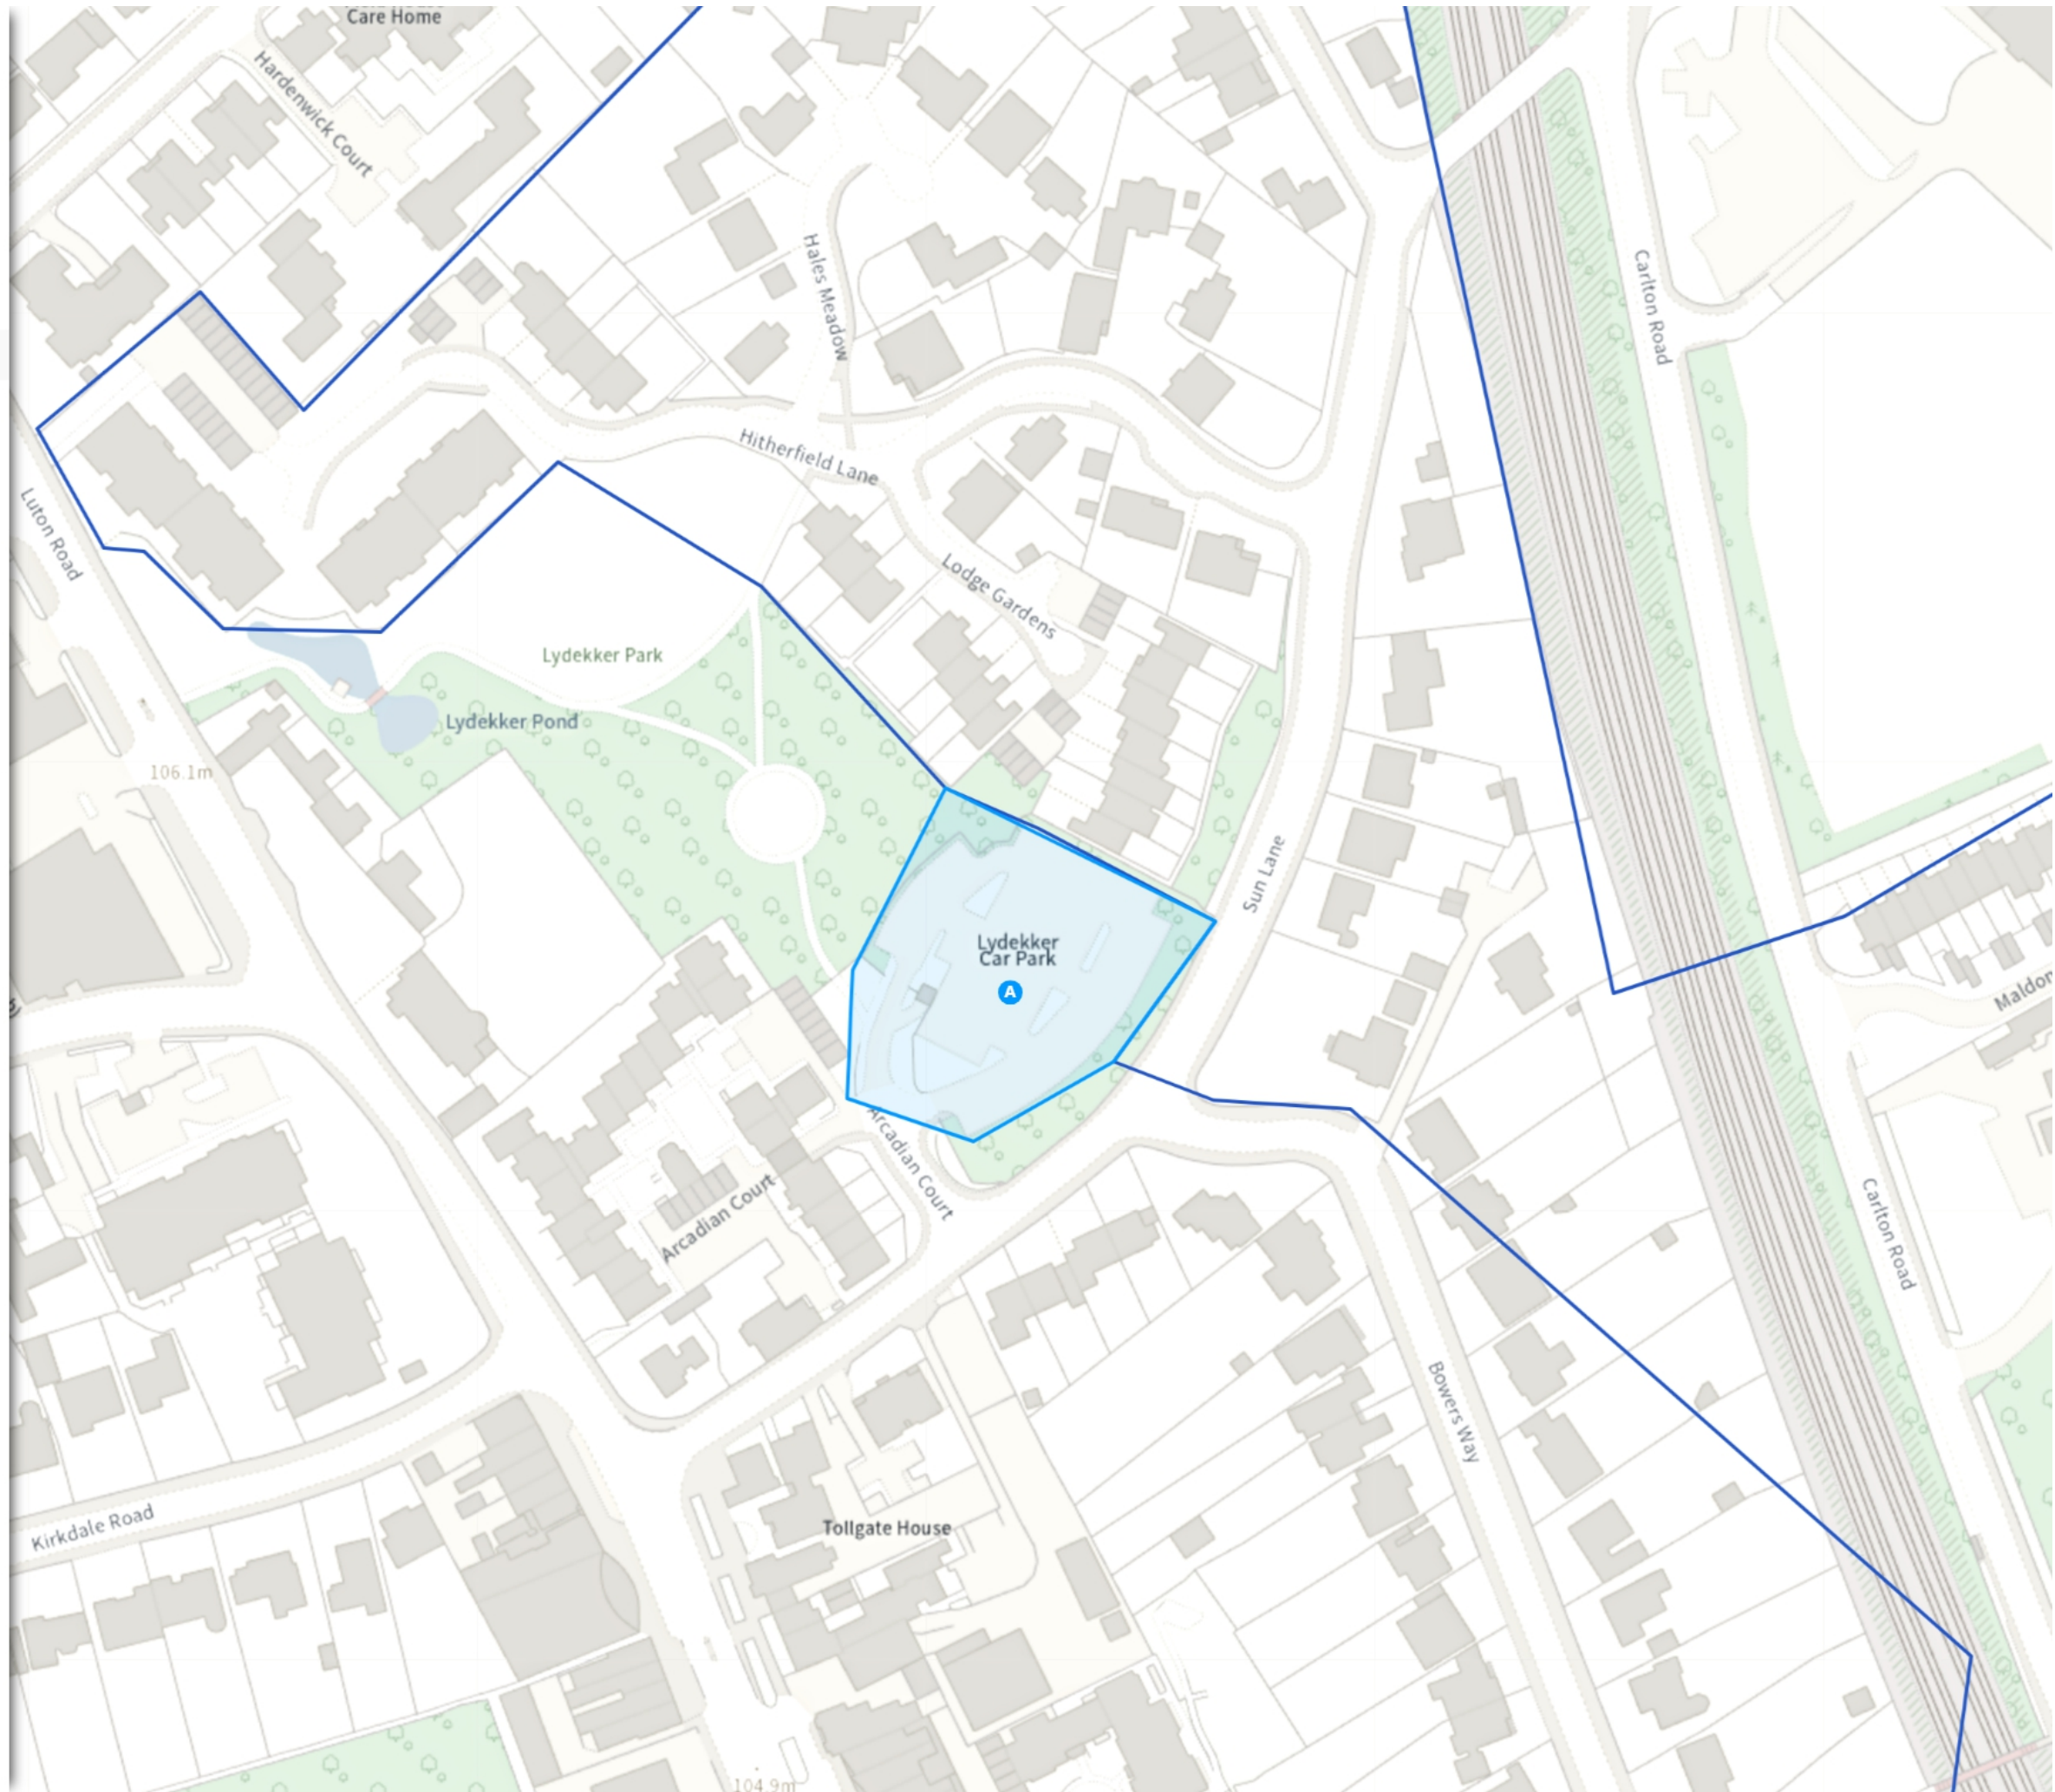 Care Home
Hardenwick Court
Hales Meadow
Carlton Road
Hitherfield Lane
Luton Road
Lodge Gardens
Lydekker Park
Lydekker Pond
106.1m
Sun Lane
Lydekker
Car Park
A
Maldon
Arcadian Court
Arcadian Court
Carlton Road
Bowers Way
Kirkdale Road
Tollgate House
104.9m